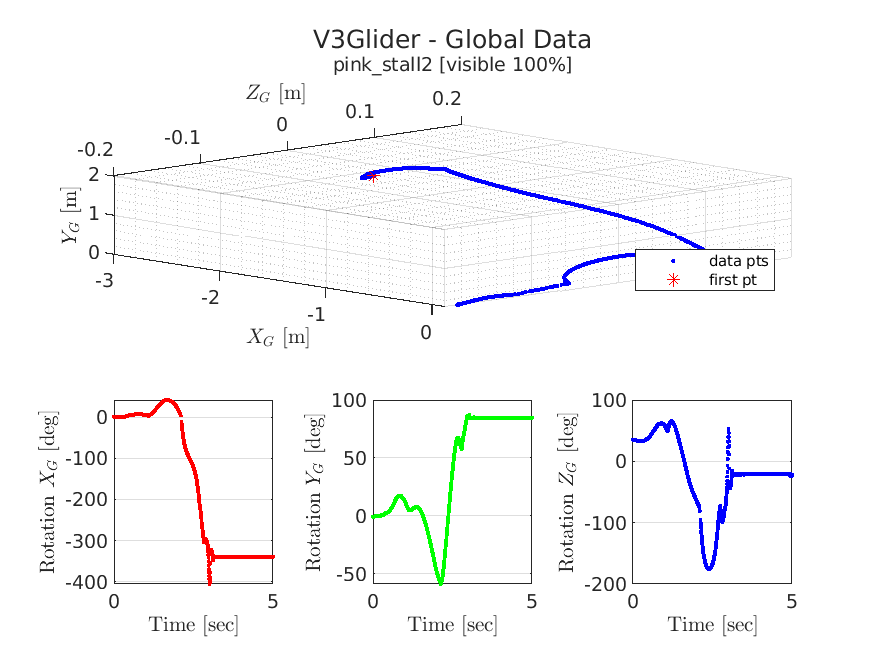 V3Glider - Global Data
pink_stall2 [visible 100%]
Z_G [m]
0.2
0.1
0
-0.1
-0.2
2
1
0
Y_G [m]
-3
-2
-1
0
X_G [m]
data pts
first pt
0
-100
-200
-300
-400
Rotation X_G [deg]
0
5
Time [sec]
100
50
0
-50
Rotation Y_G [deg]
0
5
Time [sec]
100
0
-100
-200
Rotation Z_G [deg]
0
5
Time [sec]